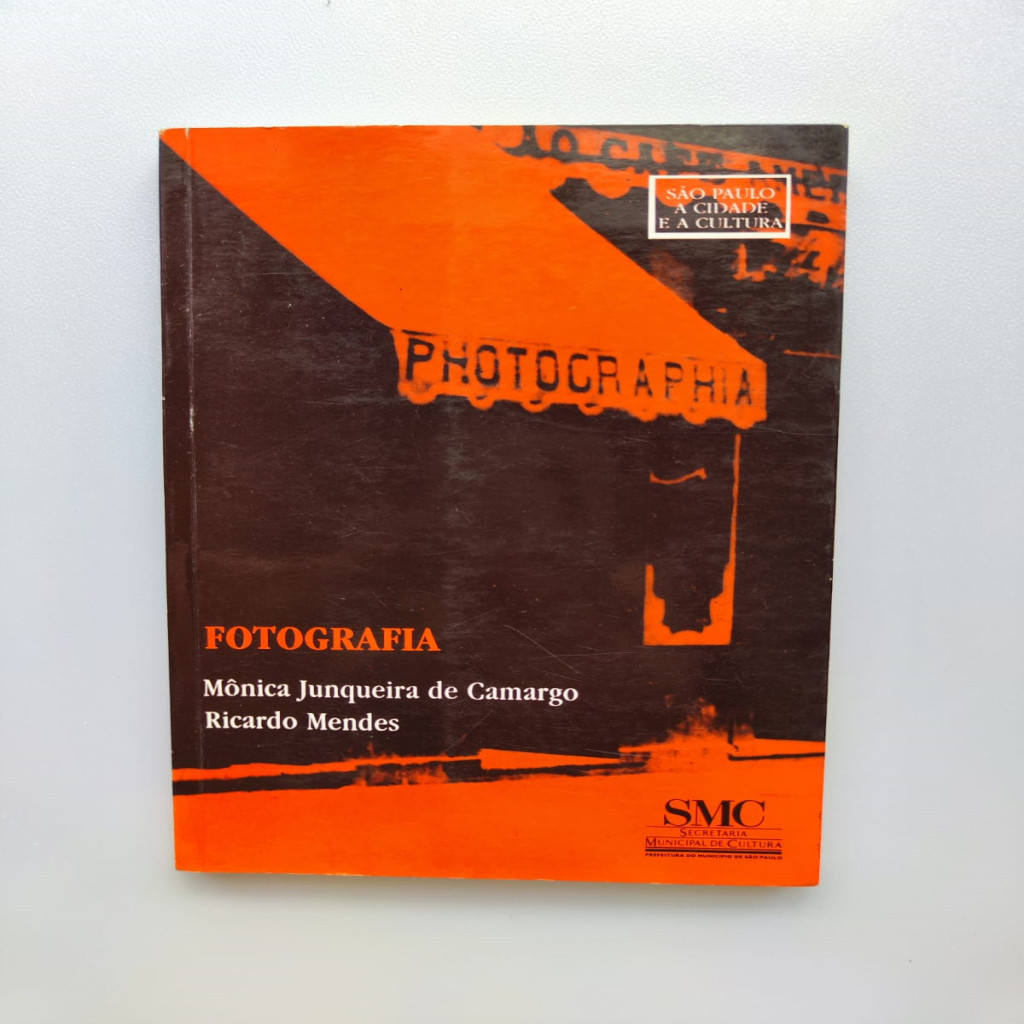 SÃO PAULO
A CIDADE
E A CULTURA
PHOTOGRAPHIA
FOTOGRAFIA
Mônica Junqueira de Camargo
Ricardo Mendes
SMC
SECRETARIA
MUNICIPAL DE CULTURA
PREFEITURA DO MUNICÍPIO DE SÃO PAULO